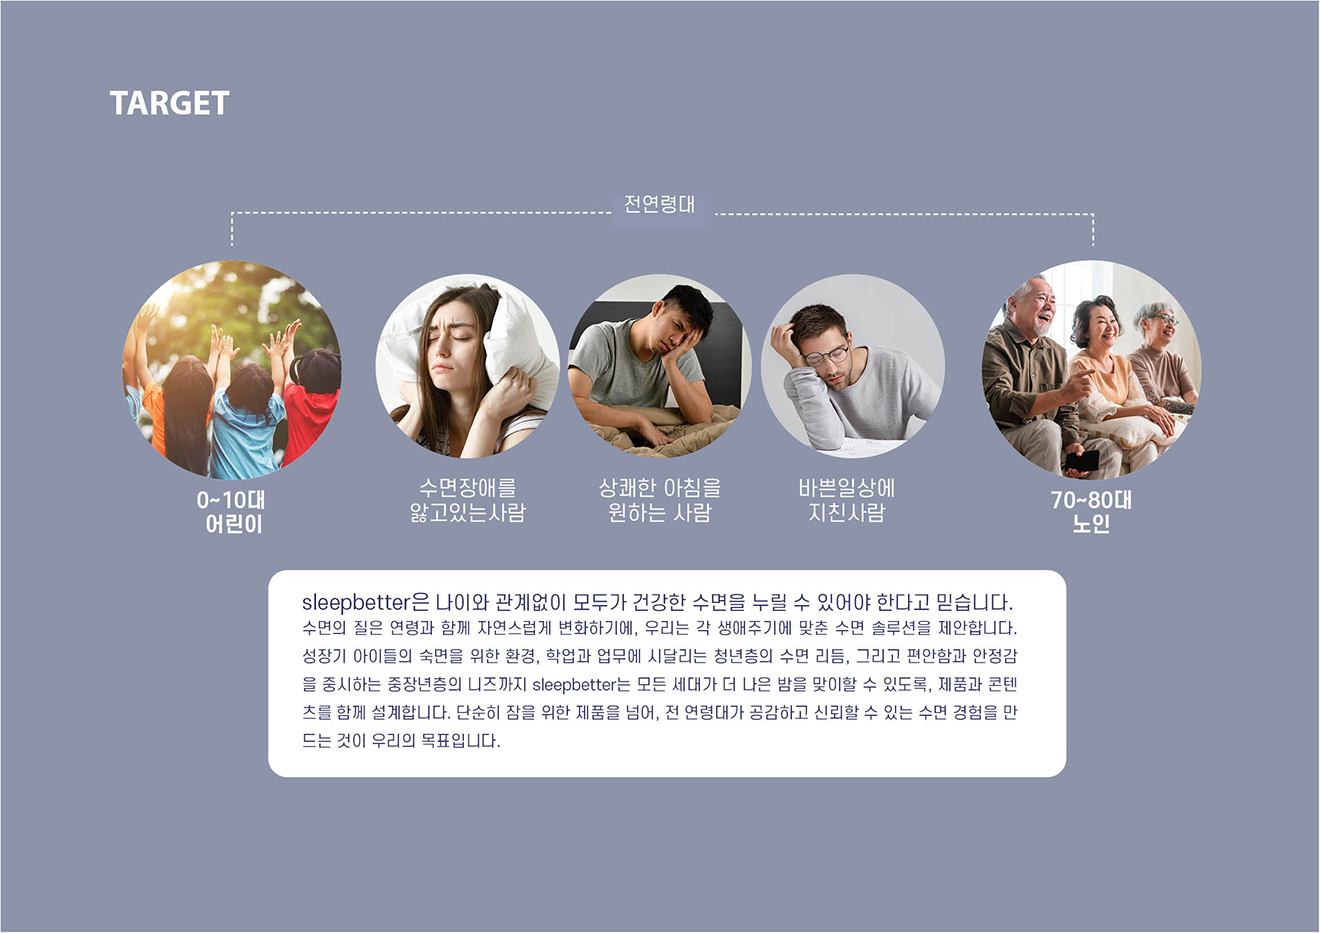 TARGET
전연령대
0~10대
어린이
수면장애를
앓고있는사람
상쾌한 아침을
원하는 사람
바쁜일상에
지친사람
70~80대
노인
sleepbetter은 나이와 관계없이 모두가 건강한 수면을 누릴 수 있어야 한다고 믿습니다.
수면의 질은 연령과 함께 자연스럽게 변화하기에, 우리는 각 생애주기에 맞춘 수면 솔루션을 제안합니다.
성장기 아이들의 숙면을 위한 환경, 학업과 업무에 시달리는 청년층의 수면 리듬, 그리고 편안함과 안정감
을 중시하는 중장년층의 니즈까지 sleepbetter는 모든 세대가 더 나은 밤을 맞이할 수 있도록, 제품과 콘텐
츠를 함께 설계합니다. 단순히 잠을 위한 제품을 넘어, 전 연령대가 공감하고 신뢰할 수 있는 수면 경험을 만
드는 것이 우리의 목표입니다.